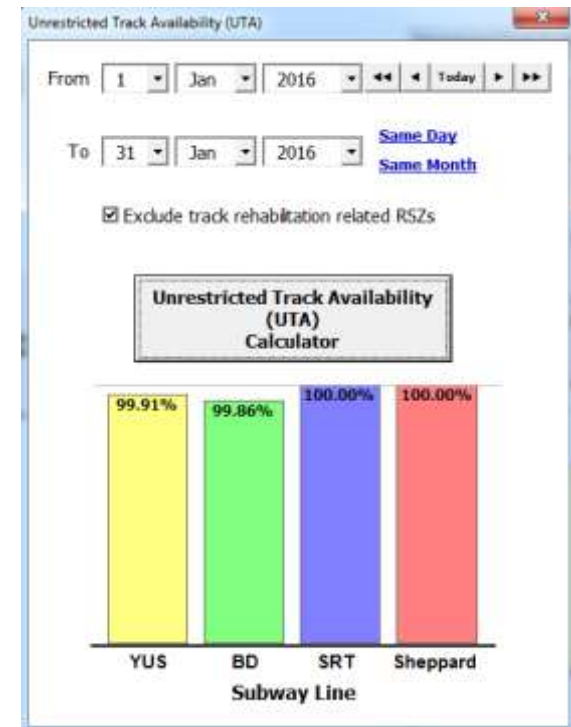 Unrestricted Track Availability (UTA)
From 1 Jan 2016 Today
To 31 Jan 2016
Same Day
Same Month
Exclude track rehabilitation related RSZs
Unrestricted Track Availability
(UTA)
Calculator
99.91% 99.86% 100.00% 100.00%
YUS BD SRT Sheppard
Subway Line